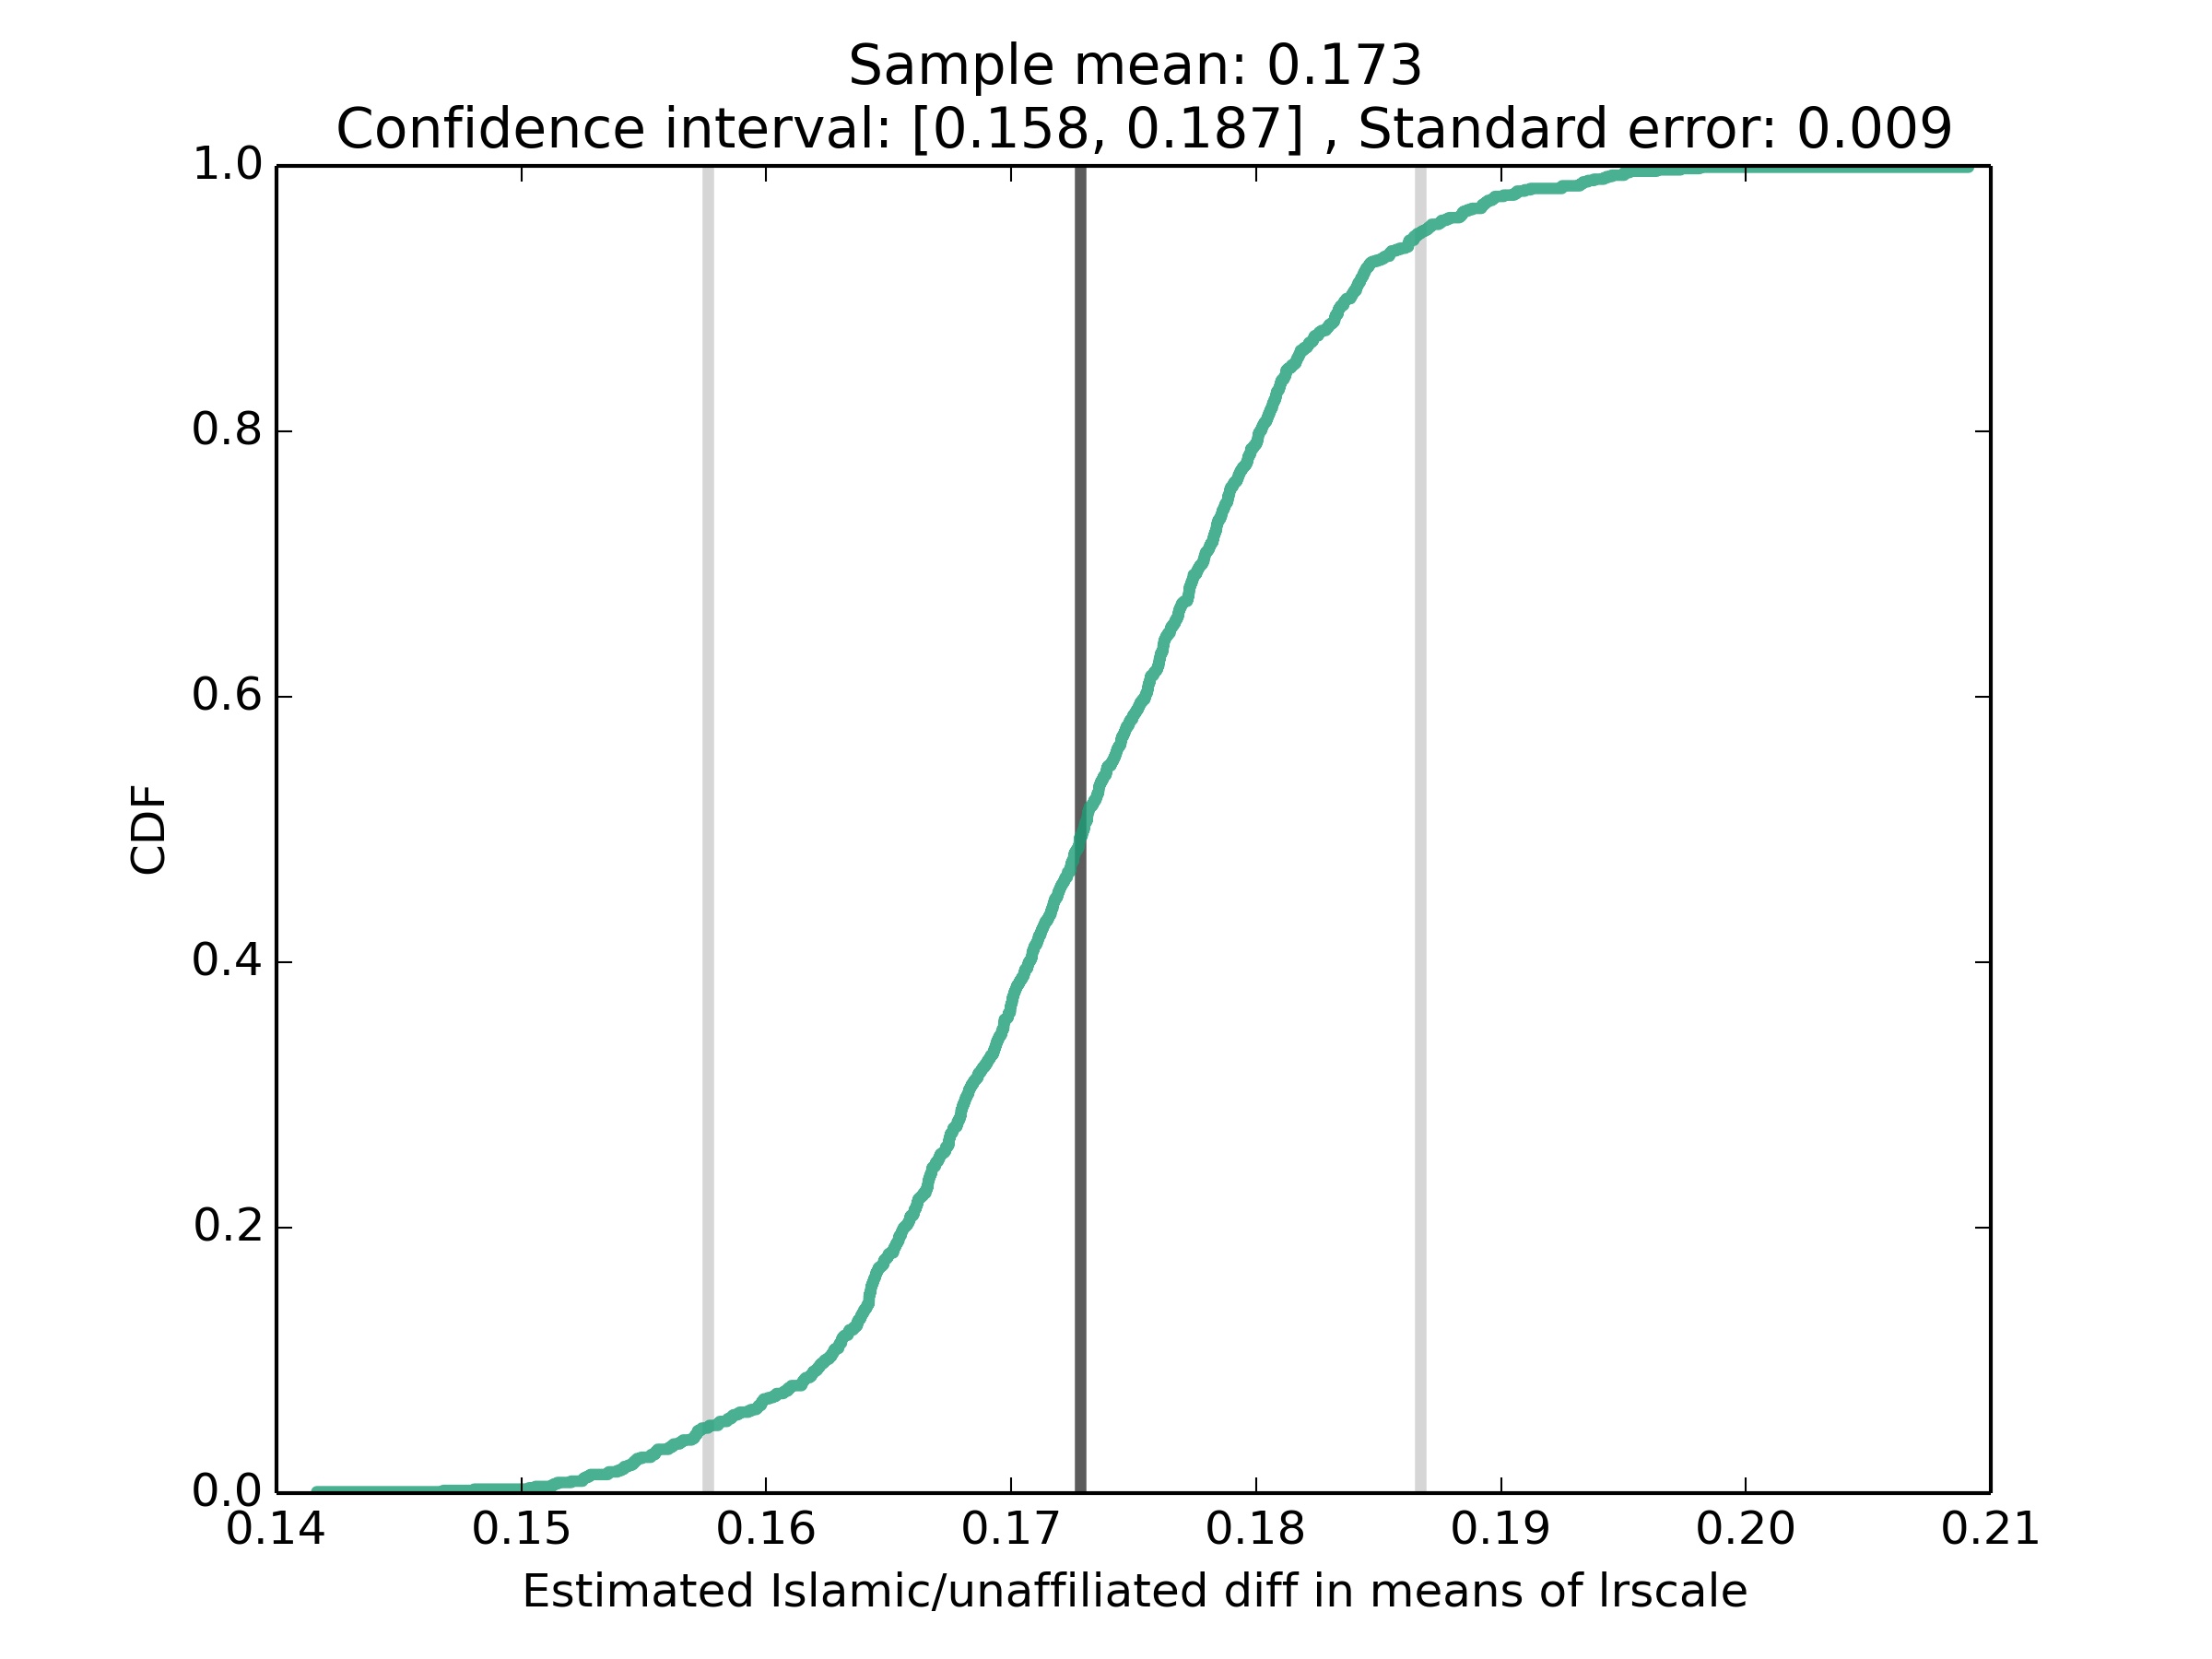 Sample mean: 0.173
Confidence interval: [0.158, 0.187] , Standard error: 0.009
1.0
0.8
0.6
0.4
0.2
0.0
CDF
0.14 0.15 0.16 0.17 0.18 0.19 0.20 0.21
Estimated Islamic/unaffiliated diff in means of lrscale